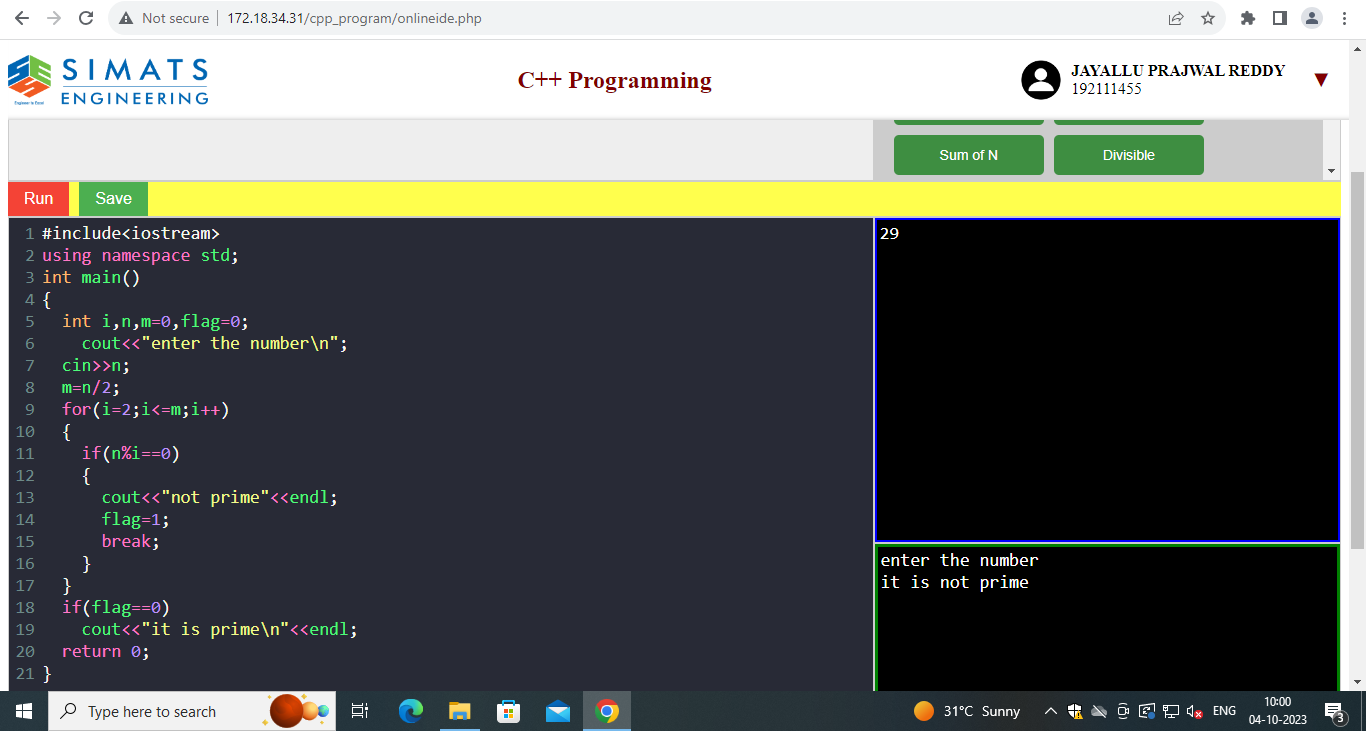 Not secure | 172.18.34.31/cpp_program/onlineide.php
SIMATS
ENGINEERING
Engineer to Excel
C++ Programming
JAYALLU PRAJWAL REDDY
192111455
Sum of N
Divisible
Run
Save
1 #include<iostream>
2 using namespace std;
3 int main()
4 {
5   int i,n,m=0,flag=0;
6     cout<<"enter the number\n";
7   cin>>n;
8   m=n/2;
9   for(i=2;i<=m;i++)
10   {
11     if(n%i==0)
12     {
13       cout<<"not prime"<<endl;
14       flag=1;
15       break;
16     }
17   }
18   if(flag==0)
19     cout<<"it is prime\n"<<endl;
20   return 0;
21 }
29
enter the number
it is not prime
Type here to search
31°C Sunny
ENG
10:00
04-10-2023
3